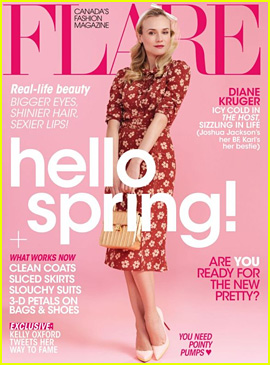 CANADA'S
FASHION
MAGAZINE
FLARE
Real-life beauty
BIGGER EYES,
SHINIER HAIR,
SEXIER LIPS!
DIANE
KRUGER
ICY COLD IN
THE HOST,
SIZZLING IN LIFE
(Joshua Jackson's
her BF, Karl's
her bestie)
hello
spring!
+
WHAT WORKS NOW
CLEAN COATS
SLICED SKIRTS
SLOUCHY SUITS
3-D PETALS ON
BAGS & SHOES
EXCLUSIVE:
KELLY OXFORD
TWEETS HER
WAY TO FAME
ARE YOU
READY FOR
THE NEW
PRETTY?
YOU NEED
POINTY
PUMPS ♥